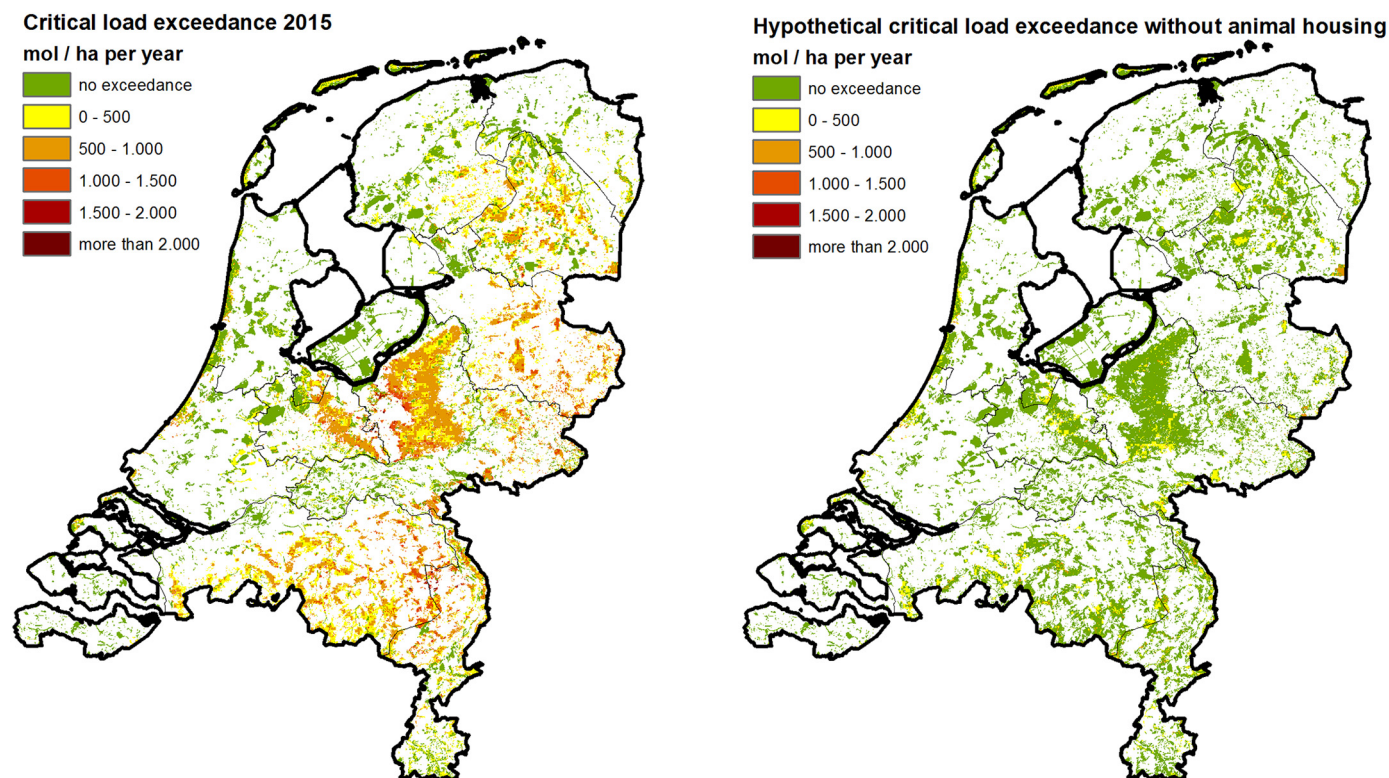 Critical load exceedance 2015
mol / ha per year
no exceedance
0 - 500
500 - 1.000
1.000 - 1.500
1.500 - 2.000
more than 2.000
Hypothetical critical load exceedance without animal housing
mol / ha per year
no exceedance
0 - 500
500 - 1.000
1.000 - 1.500
1.500 - 2.000
more than 2.000